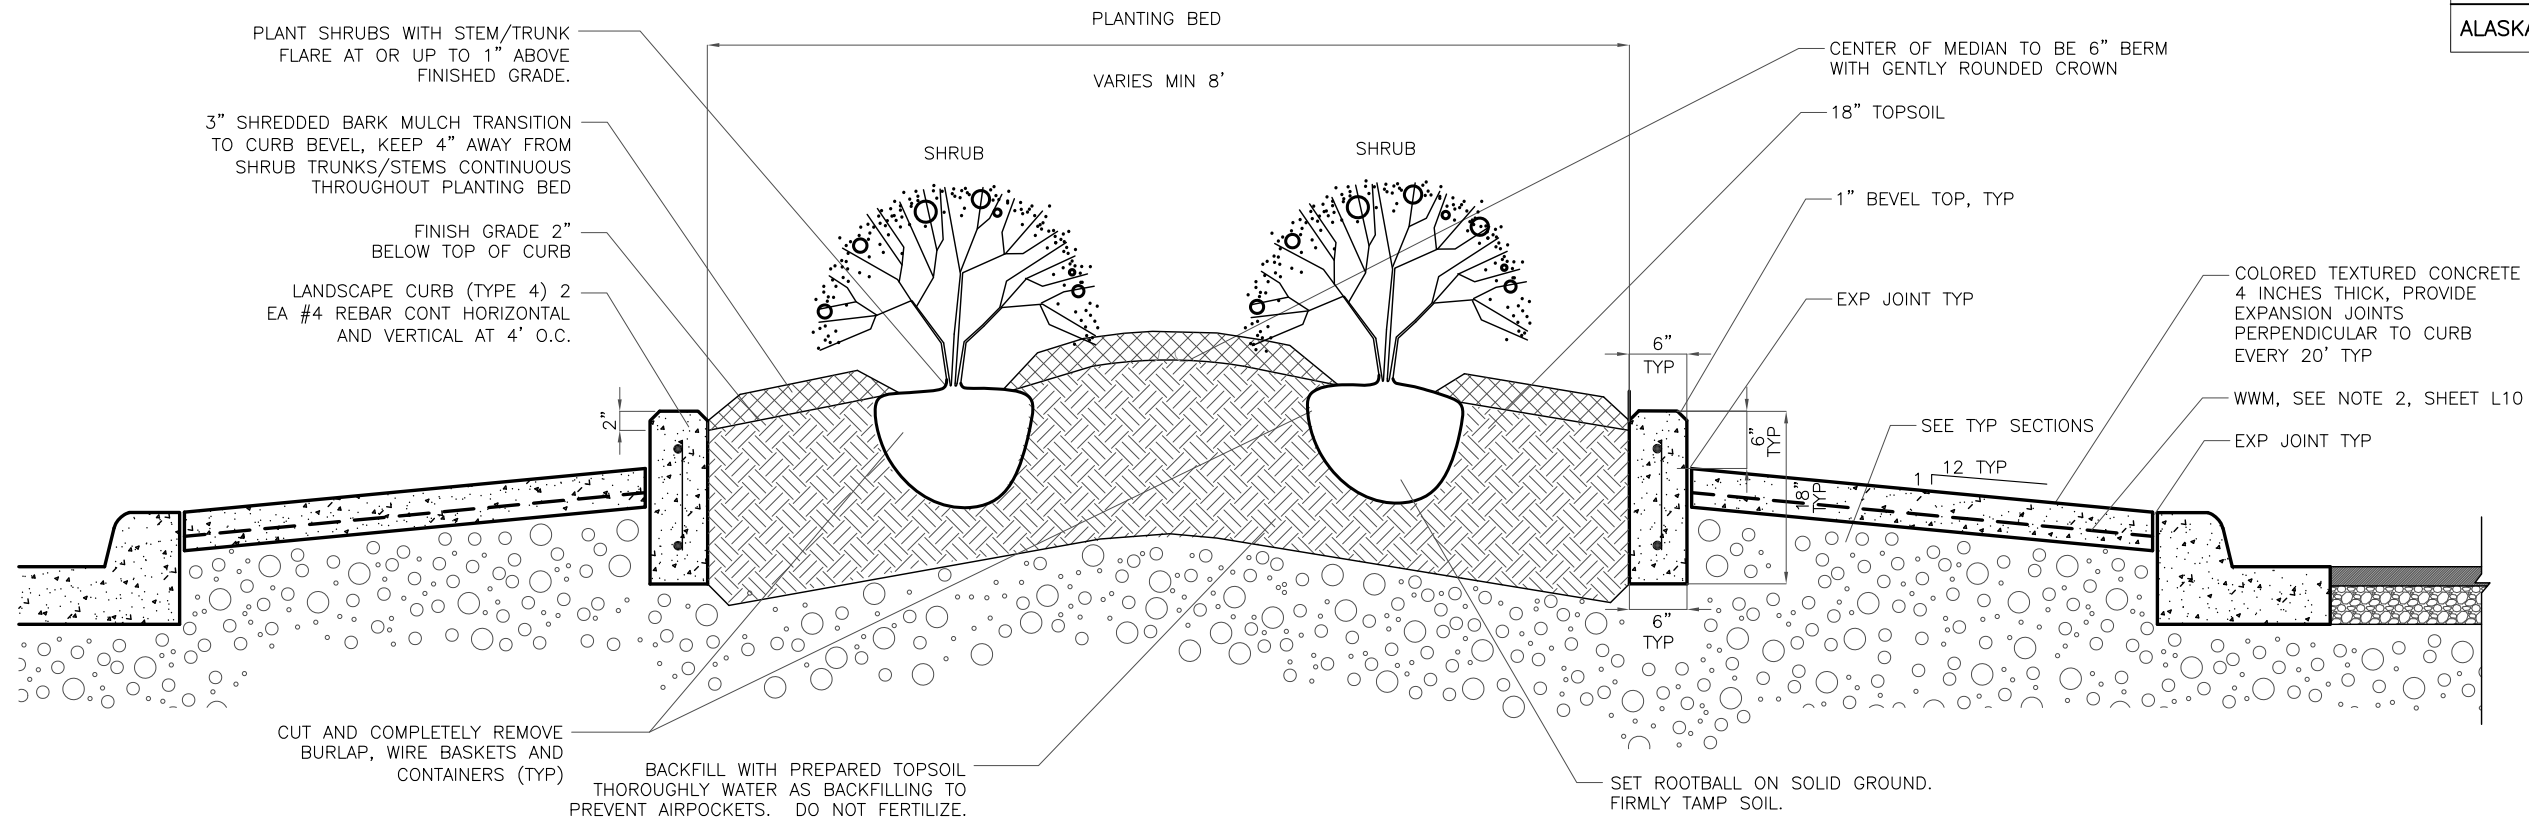 PLANTING BED
VARIES MIN 8'
ALASKA
PLANT SHRUBS WITH STEM/TRUNK
FLARE AT OR UP TO 1" ABOVE
FINISHED GRADE.
3" SHREDDED BARK MULCH TRANSITION
TO CURB BEVEL, KEEP 4" AWAY FROM
SHRUB TRUNKS/STEMS CONTINUOUS
THROUGHOUT PLANTING BED
FINISH GRADE 2"
BELOW TOP OF CURB
LANDSCAPE CURB (TYPE 4) 2
EA #4 REBAR CONT HORIZONTAL
AND VERTICAL AT 4' O.C.
SHRUB
SHRUB
CENTER OF MEDIAN TO BE 6" BERM
WITH GENTLY ROUNDED CROWN
18" TOPSOIL
1" BEVEL TOP, TYP
EXP JOINT TYP
COLORED TEXTURED CONCRETE
4 INCHES THICK, PROVIDE
EXPANSION JOINTS
PERPENDICULAR TO CURB
EVERY 20' TYP
WWM, SEE NOTE 2, SHEET L10
EXP JOINT TYP
SEE TYP SECTIONS
1
12 TYP
2"
6"
TYP
6"
TYP
18"
TYP
6"
TYP
CUT AND COMPLETELY REMOVE
BURLAP, WIRE BASKETS AND
CONTAINERS (TYP)
BACKFILL WITH PREPARED TOPSOIL
THOROUGHLY WATER AS BACKFILLING TO
PREVENT AIRPOCKETS. DO NOT FERTILIZE.
SET ROOTBALL ON SOLID GROUND.
FIRMLY TAMP SOIL.